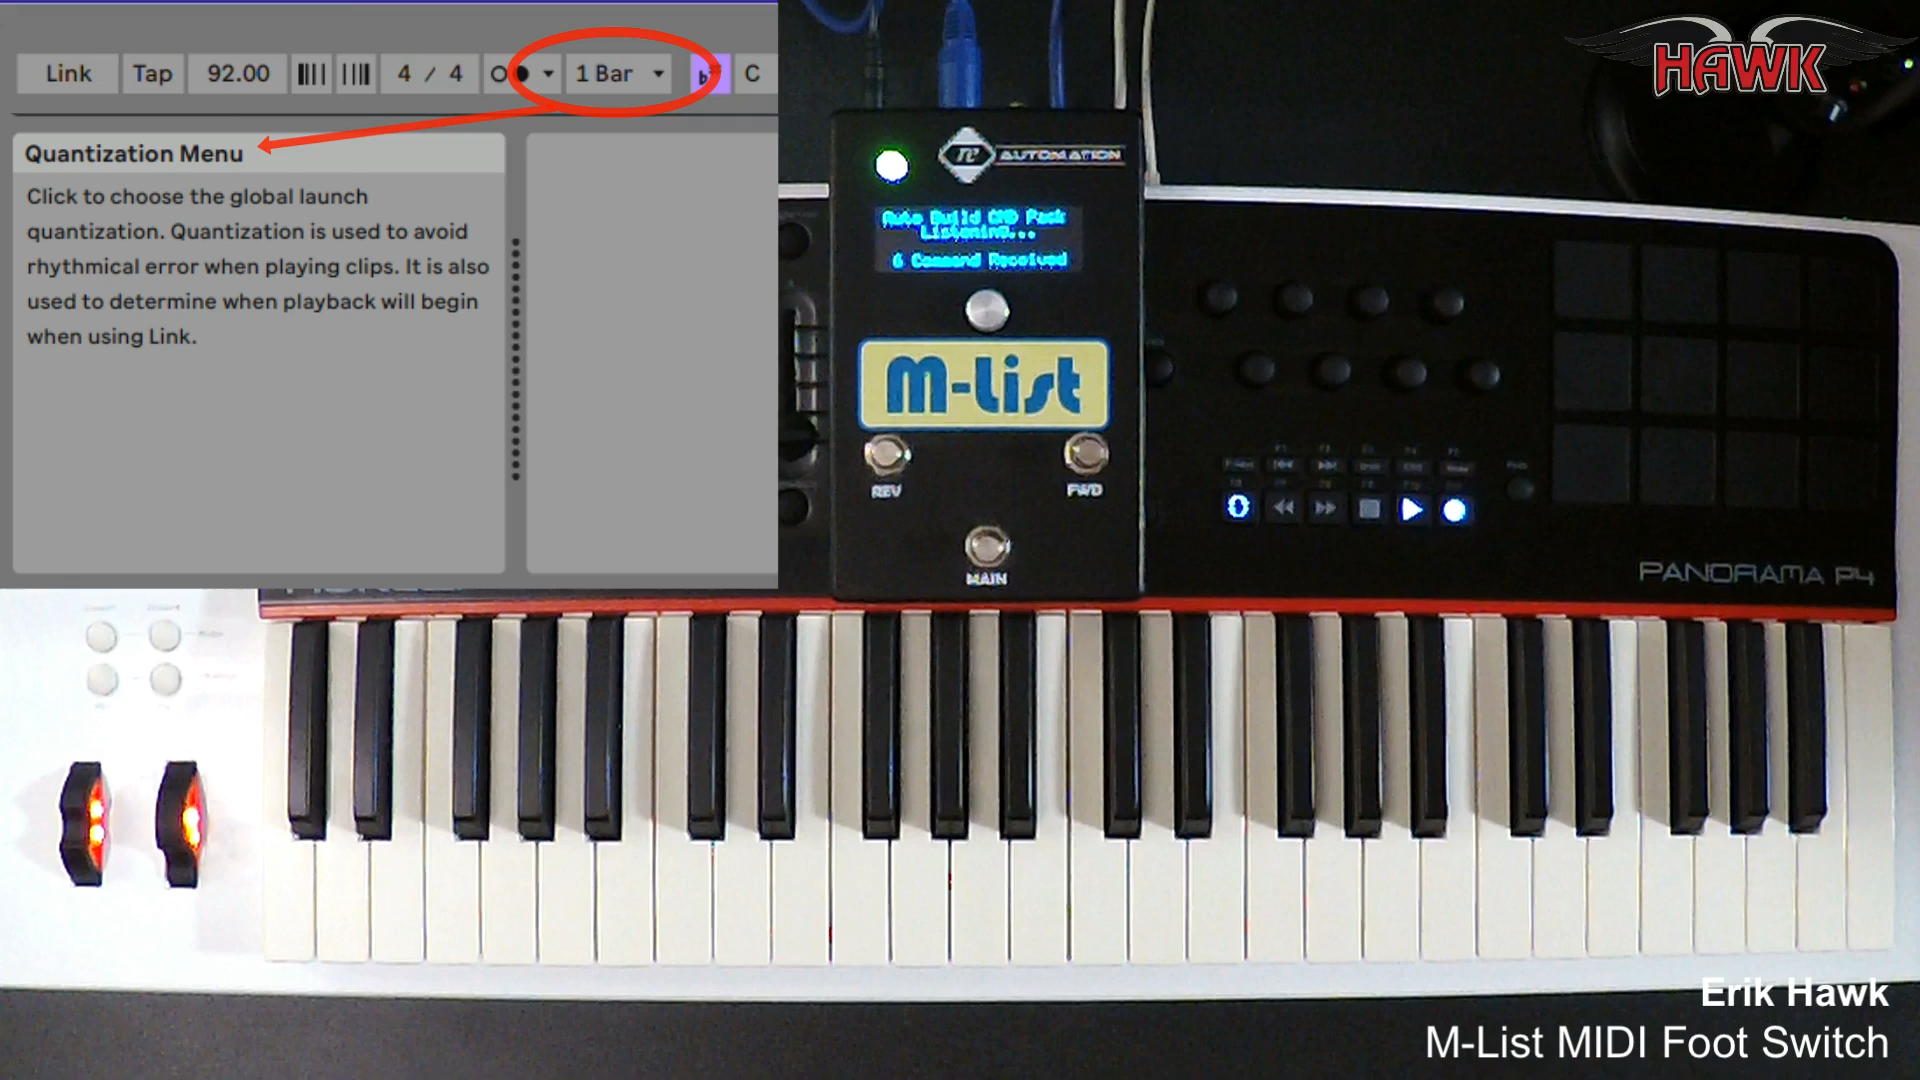 Link Tap 92.00 4 / 4 1 Bar C
Quantization Menu
Click to choose the global launch
quantization. Quantization is used to avoid
rhythmical error when playing clips. It is also
used to determine when playback will begin
when using Link.
HAWK
AUTOMATION
Auto Build CMD Pack
Listening...
6 Command Received
M-List
REV
FWD
MAIN
PANORAMA P4
Erik Hawk
M-List MIDI Foot Switch